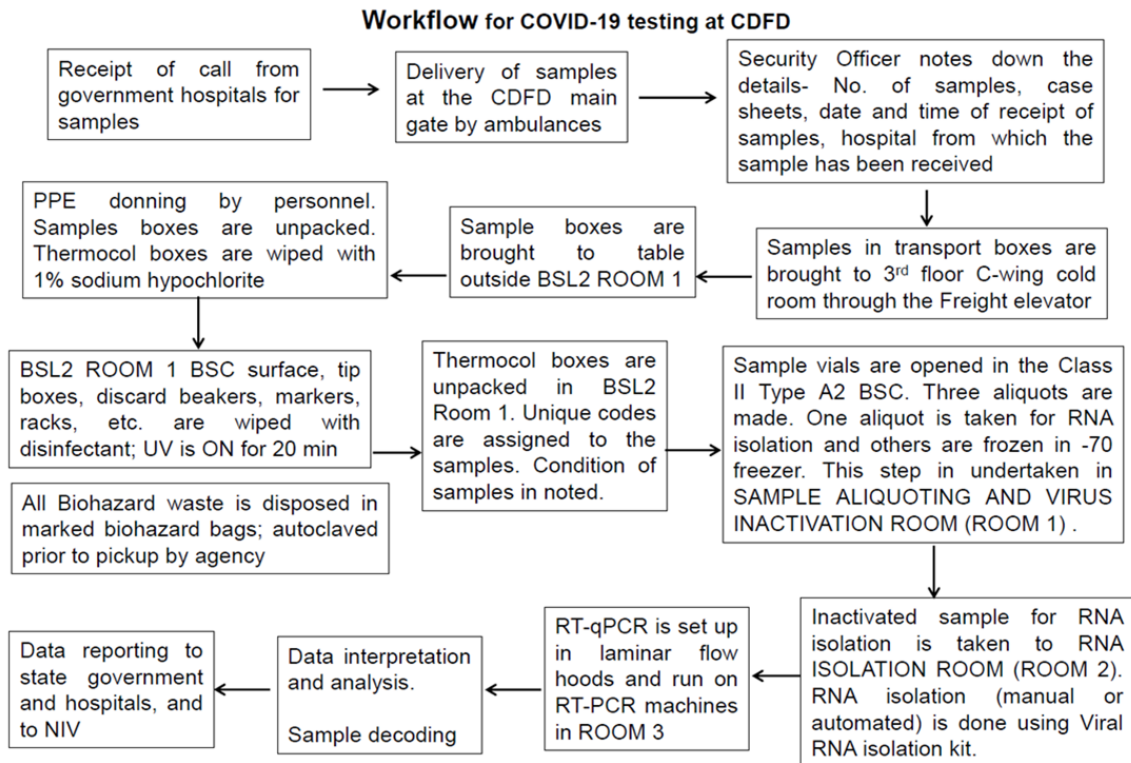 Workflow for COVID-19 testing at CDFD
Receipt of call from
government hospitals for
samples
Delivery of samples
at the CDFD main
gate by ambulances
Security Officer notes down the
details- No. of samples, case
sheets, date and time of receipt of
samples, hospital from which the
sample has been received
Samples in transport boxes are
brought to 3rd floor C-wing cold
room through the Freight elevator
Sample boxes are
brought to table
outside BSL2 ROOM 1
PPE donning by personnel.
Samples boxes are unpacked.
Thermocol boxes are wiped with
1% sodium hypochlorite
BSL2 ROOM 1 BSC surface, tip
boxes, discard beakers, markers,
racks, etc. are wiped with
disinfectant; UV is ON for 20 min
Thermocol boxes are
unpacked in BSL2
Room 1. Unique codes
are assigned to the
samples. Condition of
samples in noted.
Sample vials are opened in the Class
II Type A2 BSC. Three aliquots are
made. One aliquot is taken for RNA
isolation and others are frozen in -70
freezer. This step in undertaken in
SAMPLE ALIQUOTING AND VIRUS
INACTIVATION ROOM (ROOM 1) .
All Biohazard waste is disposed in
marked biohazard bags; autoclaved
prior to pickup by agency
Inactivated sample for RNA
isolation is taken to RNA
ISOLATION ROOM (ROOM 2).
RNA isolation (manual or
automated) is done using Viral
RNA isolation kit.
RT-qPCR is set up
in laminar flow
hoods and run on
RT-PCR machines
in ROOM 3
Data interpretation
and analysis.
Sample decoding
Data reporting to
state government
and hospitals, and
to NIV